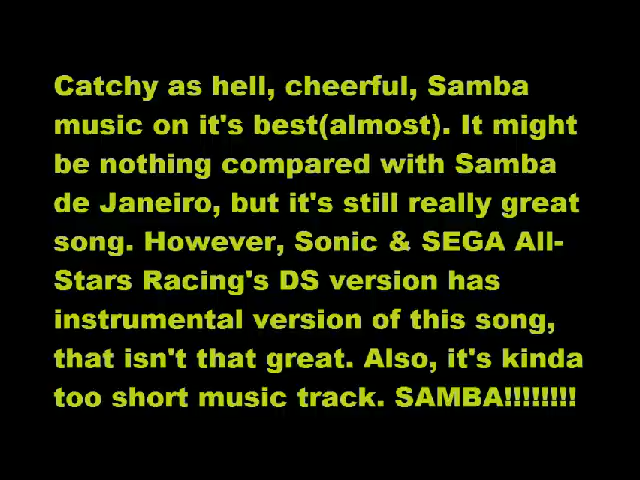 Catchy as hell, cheerful, Samba
music on it's best(almost). It might
be nothing compared with Samba
de Janeiro, but it's still really great
song. However, Sonic & SEGA All-
Stars Racing's DS version has
instrumental version of this song,
that isn't that great. Also, it's kinda
too short music track. SAMBA!!!!!!!!